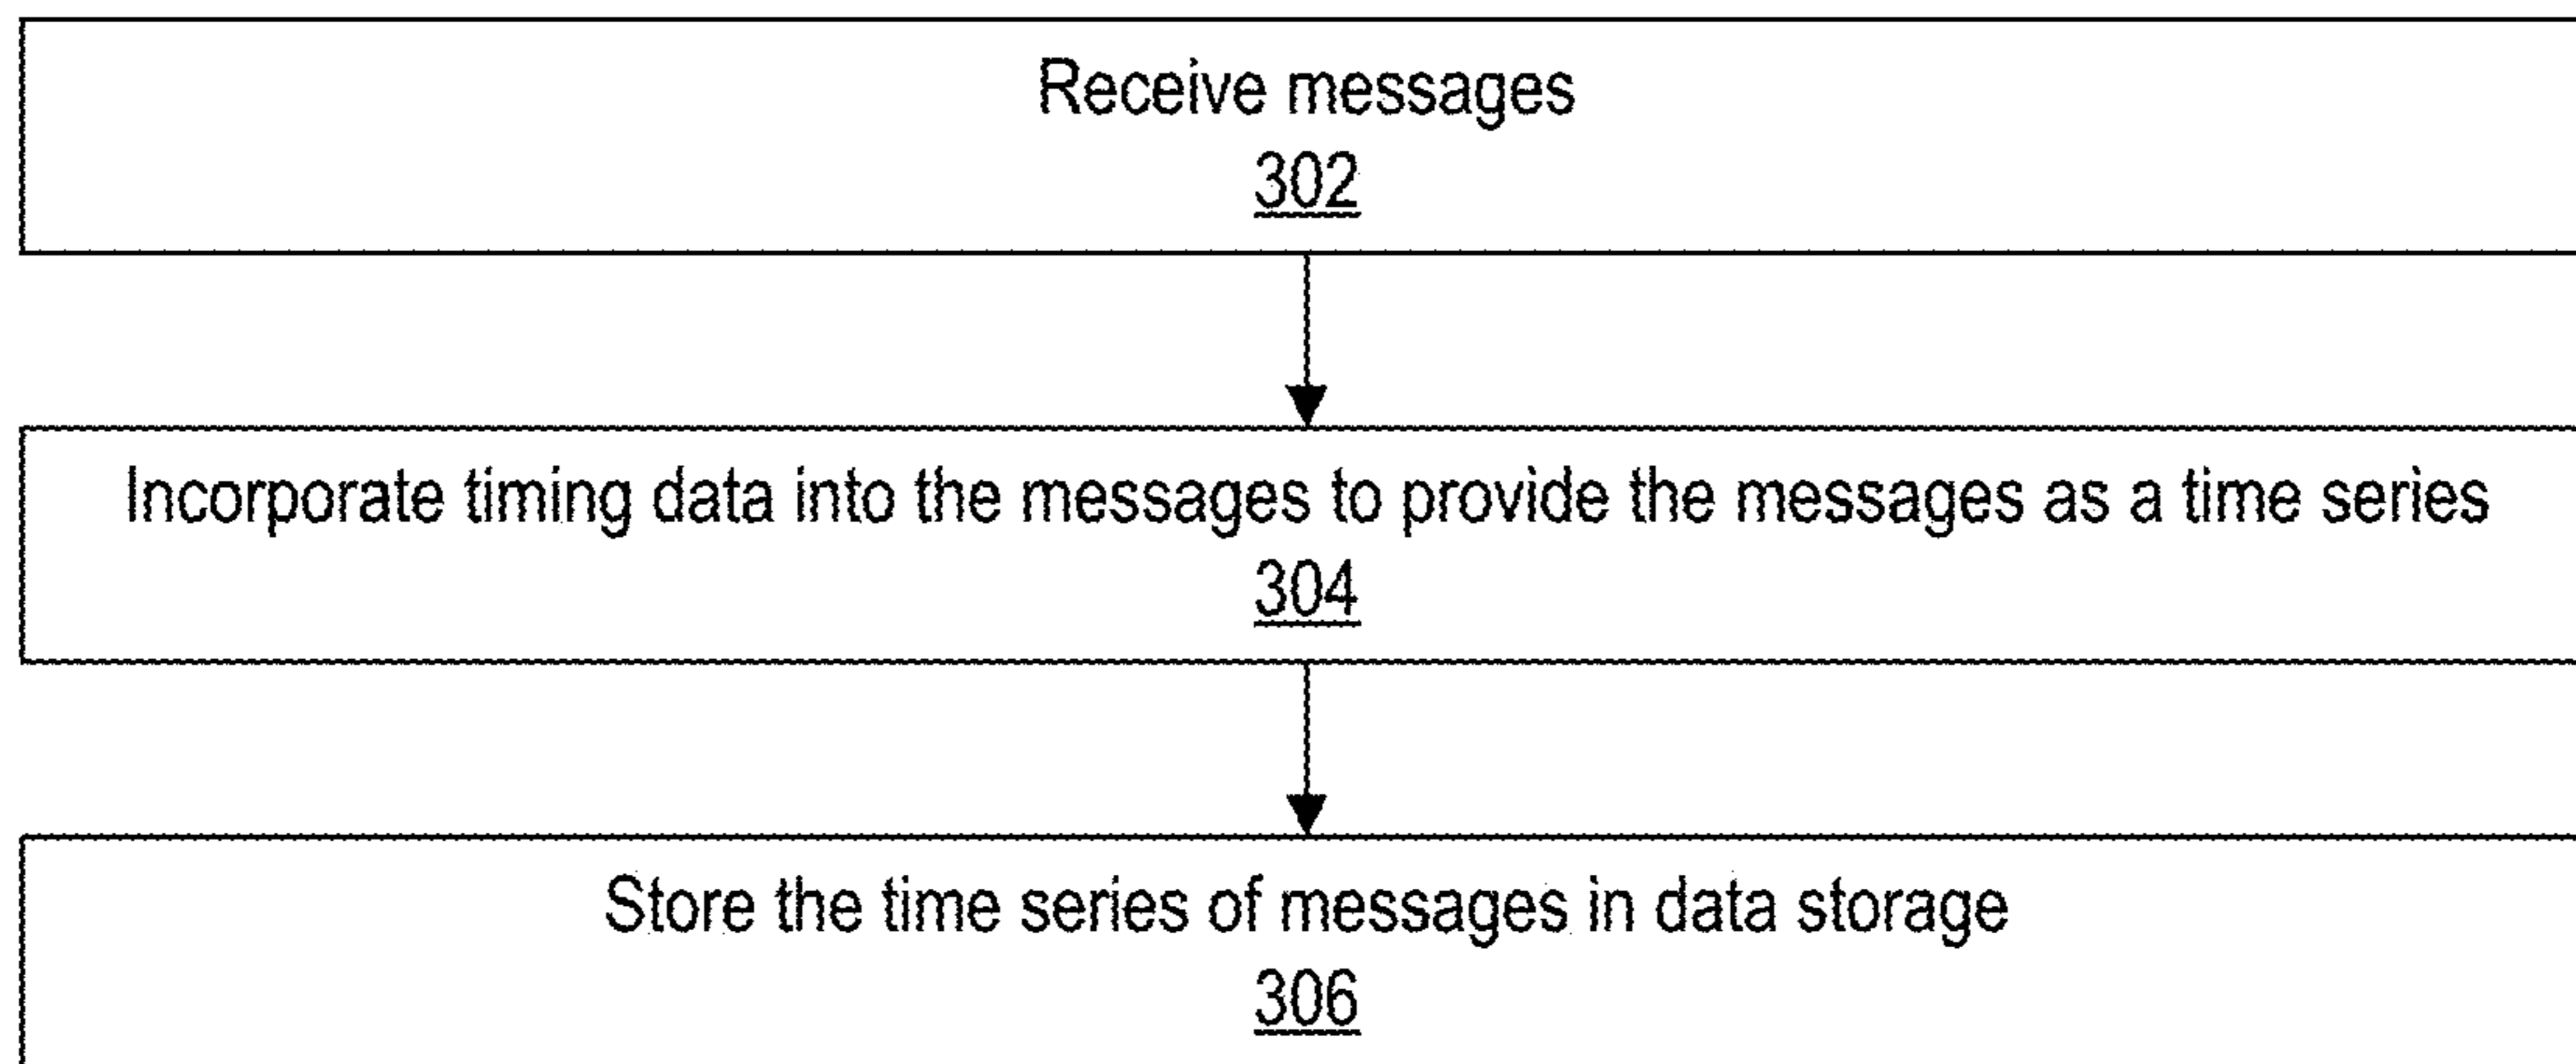 Receive messages
302
Incorporate timing data into the messages to provide the messages as a time series
304
Store the time series of messages in data storage
306